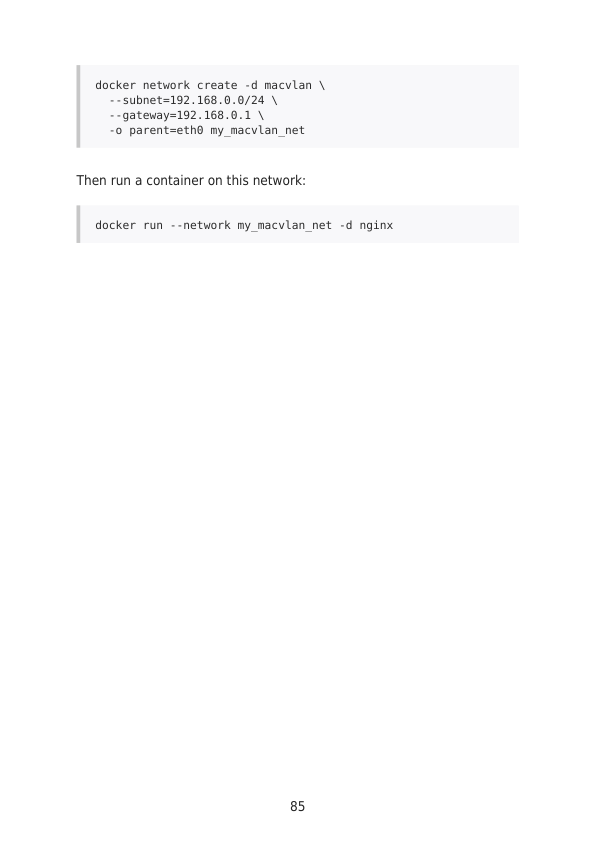 docker network create -d macvlan \
  --subnet=192.168.0.0/24 \
  --gateway=192.168.0.1 \
  -o parent=eth0 my_macvlan_net
Then run a container on this network:
docker run --network my_macvlan_net -d nginx
85